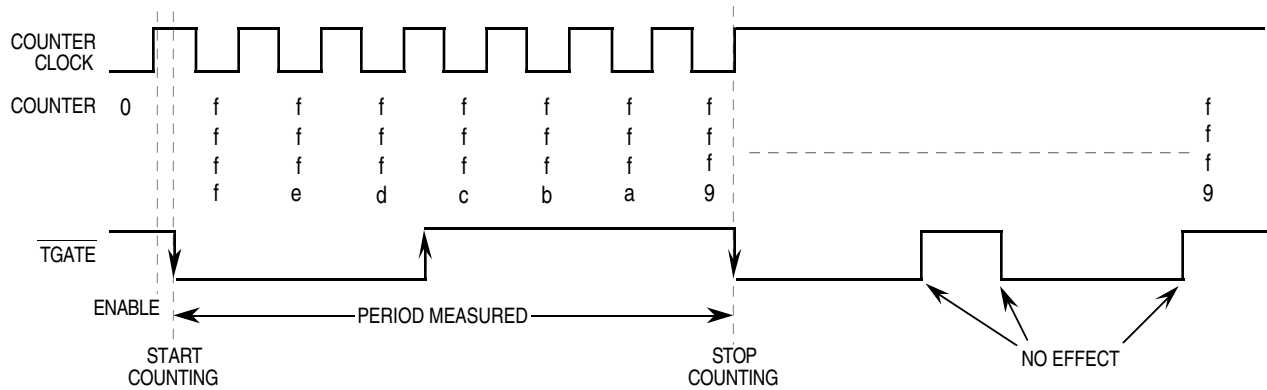 COUNTER
CLOCK
COUNTER 0 f f f f f f f f
f f f f f f f f
f f f f f f f f
f e d c b a 9 9
TGATE
ENABLE
PERIOD MEASURED
START
COUNTING
STOP
COUNTING
NO EFFECT